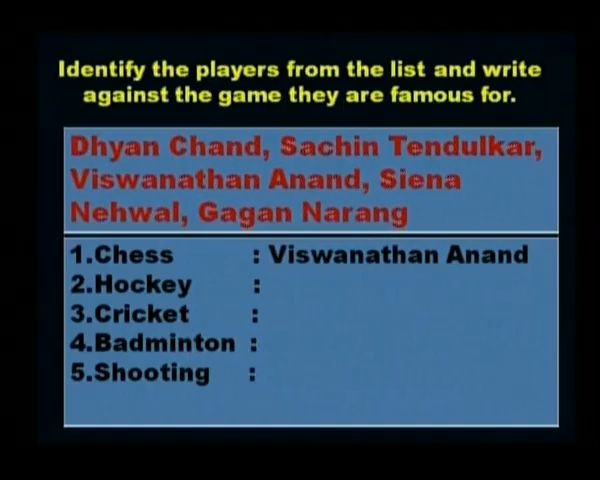 Identify the players from the list and write
against the game they are famous for.
Dhyan Chand, Sachin Tendulkar,
Viswanathan Anand, Siena
Nehwal, Gagan Narang
1.Chess : Viswanathan Anand
2.Hockey :
3.Cricket :
4.Badminton :
5.Shooting :